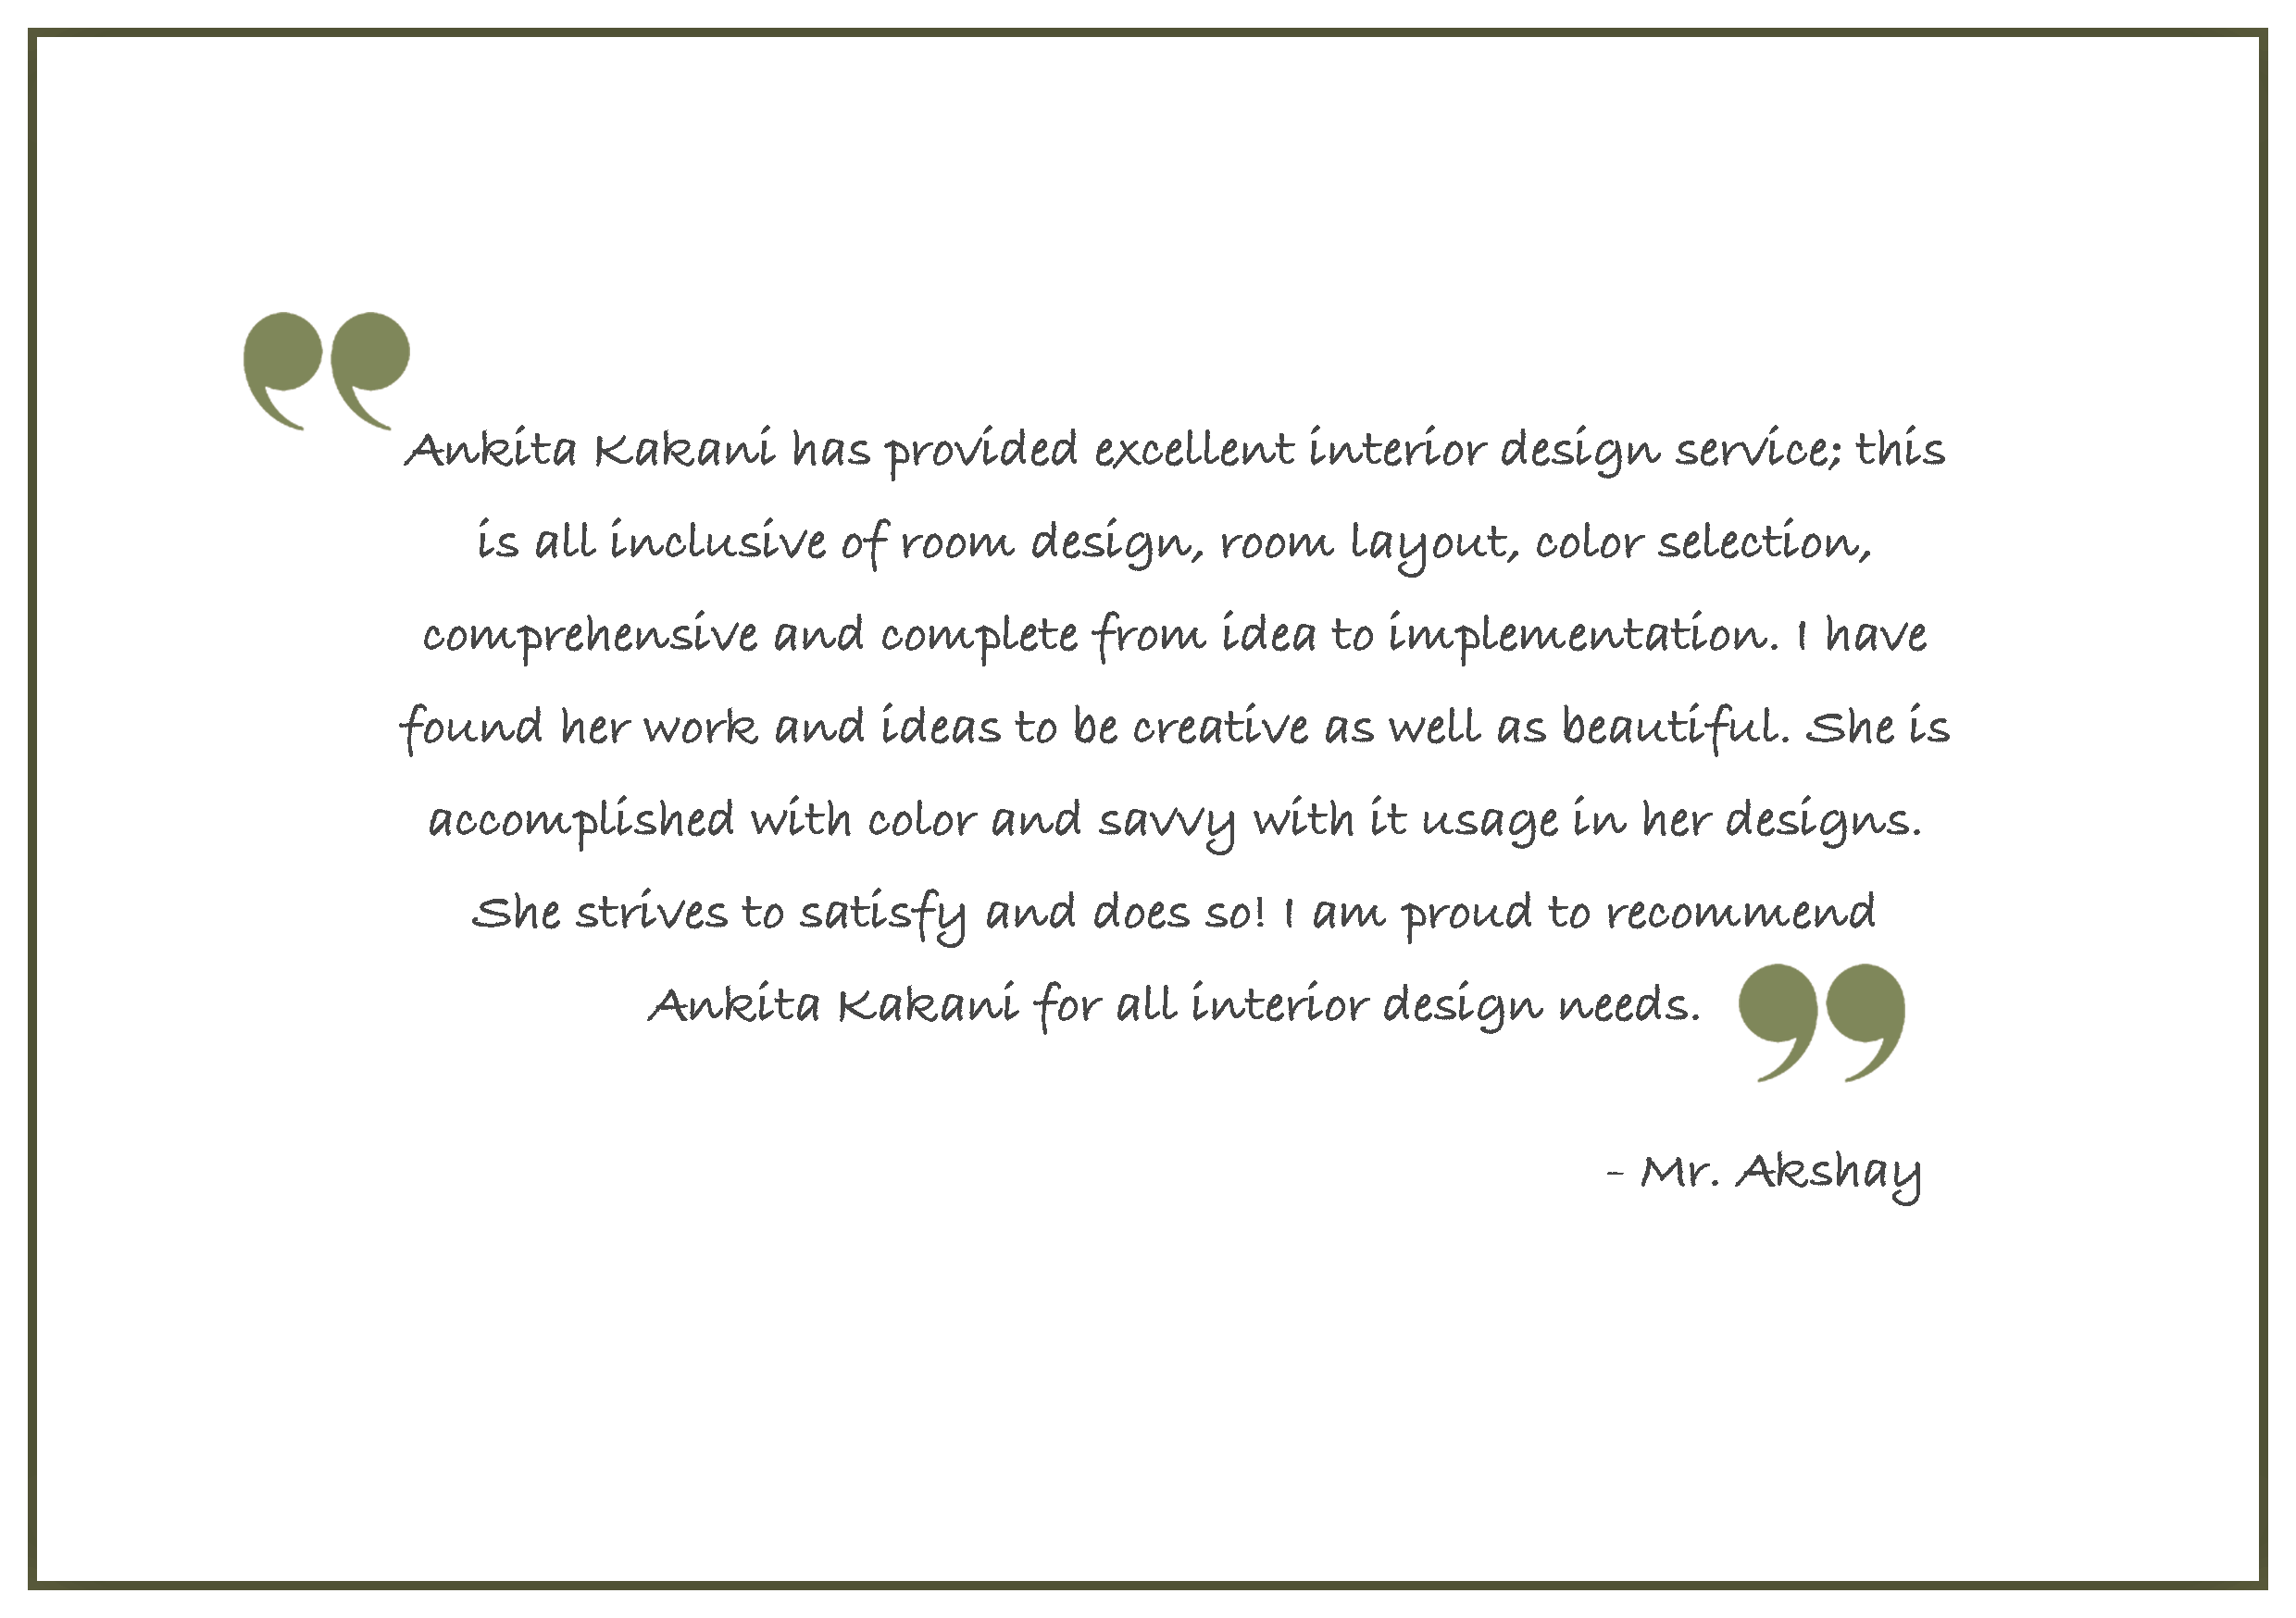 Ankita Kakani has provided excellent interior design service; this
is all inclusive of room design, room layout, color selection,
comprehensive and complete from idea to implementation. I have
found her work and ideas to be creative as well as beautiful. She is
accomplished with color and savvy with it usage in her designs.
She strives to satisfy and does so! I am proud to recommend
Ankita Kakani for all interior design needs.
- Mr. Akshay